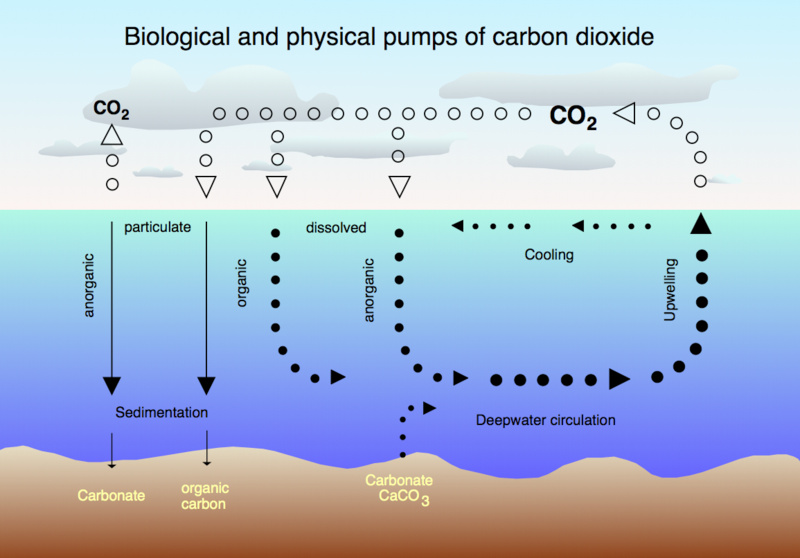 Biological and physical pumps of carbon dioxide
CO2
CO2
particulate
dissolved
anorganic
organic
anorganic
Cooling
Upwelling
Sedimentation
Deepwater circulation
Carbonate
organic
carbon
Carbonate
CaCO3